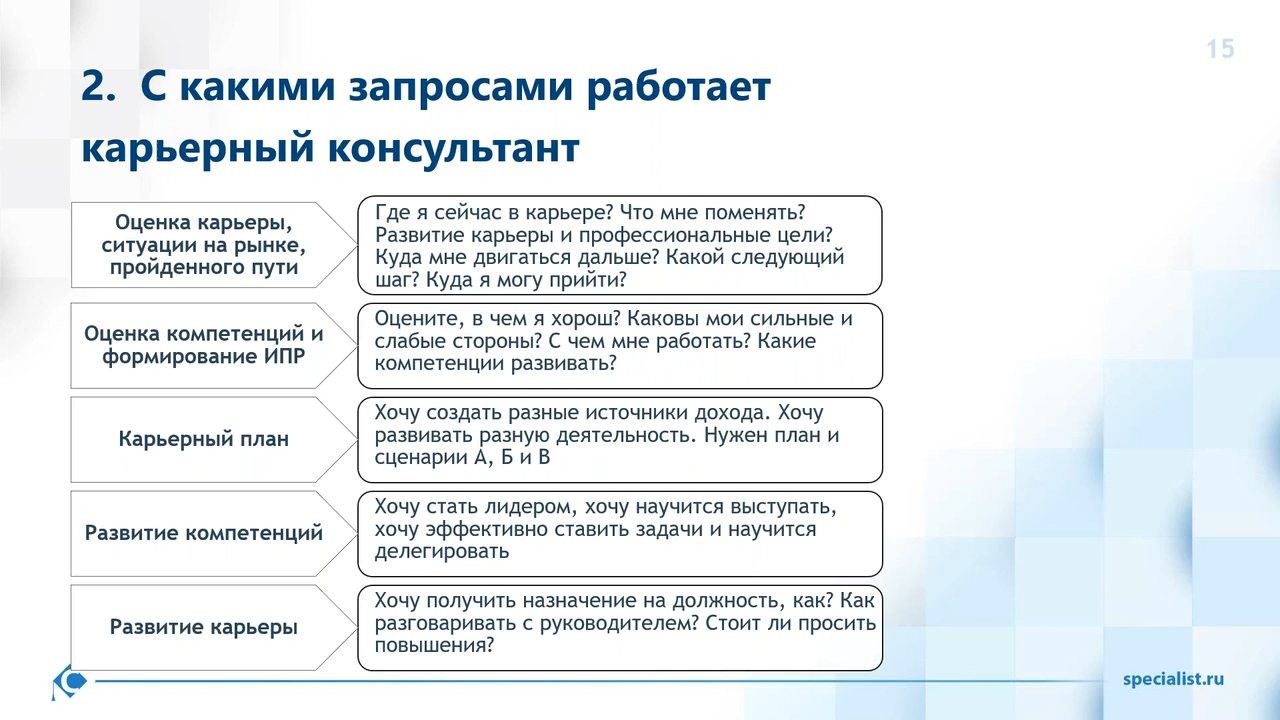 15
2. С какими запросами работает
карьерный консультант
Оценка карьеры,
ситуации на рынке,
пройденного пути
Где я сейчас в карьере? Что мне поменять?
Развитие карьеры и профессиональные цели?
Куда мне двигаться дальше? Какой следующий
шаг? Куда я могу прийти?
Оценка компетенций и
формирование ИПР
Оцените, в чем я хорош? Каковы мои сильные и
слабые стороны? С чем мне работать? Какие
компетенции развивать?
Карьерный план
Хочу создать разные источники дохода. Хочу
развивать разную деятельность. Нужен план и
сценарии А, Б и В
Развитие компетенций
Хочу стать лидером, хочу научится выступать,
хочу эффективно ставить задачи и научится
делегировать
Развитие карьеры
Хочу получить назначение на должность, как? Как
разговаривать с руководителем? Стоит ли просить
повышения?
specialist.ru